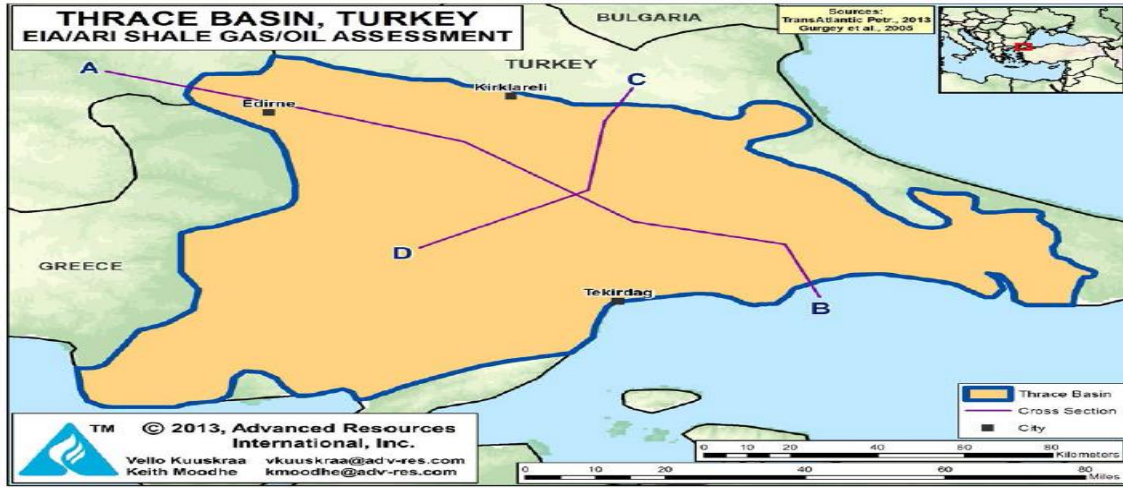 THRACE BASIN, TURKEY
EIA/ARI SHALE GAS/OIL ASSESSMENT
BULGARIA
Sources:
TransAtlantic Petr., 2013
Gurgey et al., 2005
A
TURKEY
C
Kirklareli
Edirne
D
GREECE
Tekirdag
B
Thrace Basin
Cross Section
City
TM
© 2013, Advanced Resources
International, Inc.
Vello Kuuskraa vkuuskraa@adv-res.com
Keith Moodhe kmoodhe@adv-res.com
0 10 20 40 60 80
Kilometers
0 10 20 40 60 80
Miles